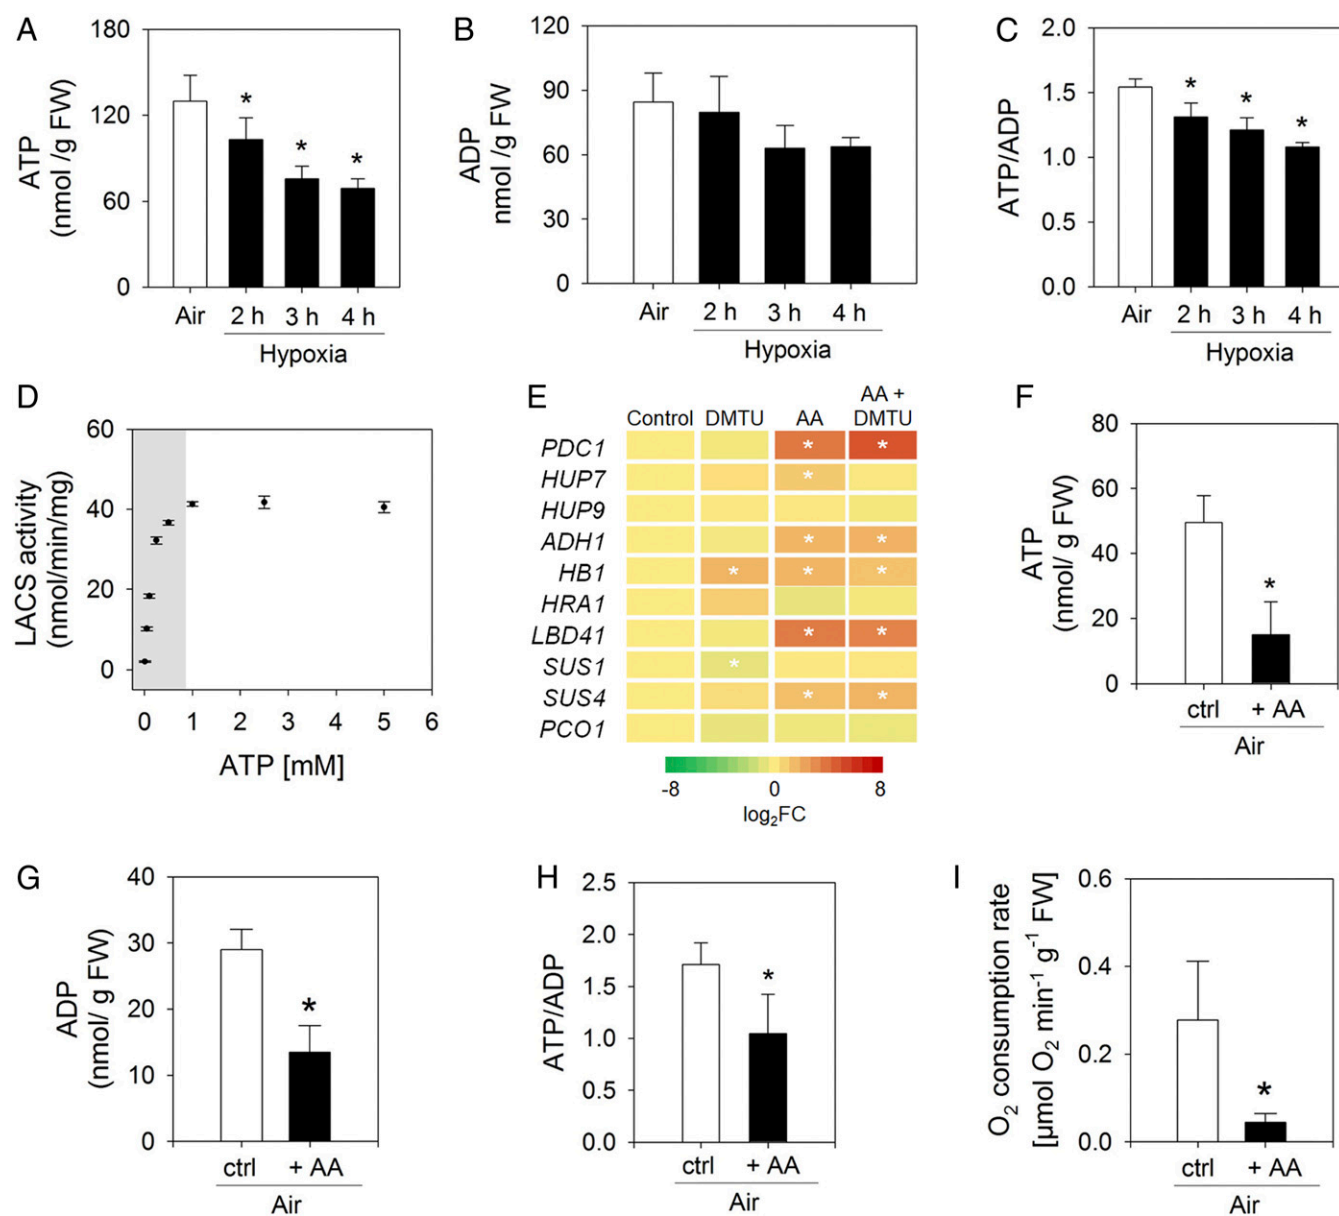 A
ATP
(nmol /g FW)
180
120
60
0
*
*
*
Air
2 h
3 h
4 h
Hypoxia
B
ADP
nmol /g FW
120
90
60
30
0
Air
2 h
3 h
4 h
Hypoxia
C
ATP/ADP
2.0
1.5
1.0
0.5
0.0
*
*
*
Air
2 h
3 h
4 h
Hypoxia
D
LACS activity
(nmol/min/mg)
60
40
20
0
0 1 2 3 4 5 6
ATP [mM]
E
Control
DMTU
AA
AA +
DMTU
PDC1 * *
HUP7 *
HUP9
ADH1 * *
HB1 * * *
HRA1
LBD41 * *
SUS1 *
SUS4 * *
PCO1
-8 0 8
log₂FC
F
ATP
(nmol/ g FW)
80
60
40
20
0
*
ctrl + AA
Air
G
ADP
(nmol/ g FW)
40
30
20
10
0
*
ctrl + AA
Air
H
ATP/ADP
2.5
2.0
1.5
1.0
0.5
0.0
*
ctrl + AA
Air
I
O₂ consumption rate
[µmol O₂ min⁻¹ g⁻¹ FW]
0.6
0.4
0.2
0.0
*
ctrl + AA
Air